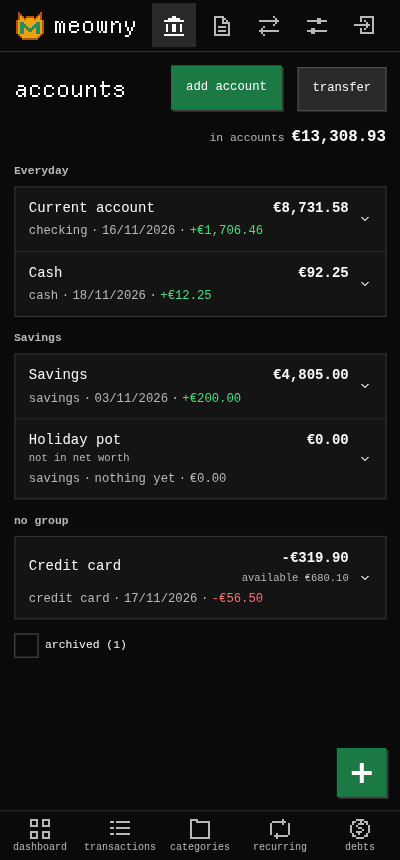 meowny
accounts
add account
transfer
in accounts €13,308.93
Everyday
Current account €8,731.58
checking · 16/11/2026 · +€1,706.46
Cash €92.25
cash · 18/11/2026 · +€12.25
Savings
Savings €4,805.00
savings · 03/11/2026 · +€200.00
Holiday pot €0.00
not in net worth
savings · nothing yet · €0.00
no group
Credit card -€319.90
available €680.10
credit card · 17/11/2026 · -€56.50
archived (1)
+
dashboard transactions categories recurring debts